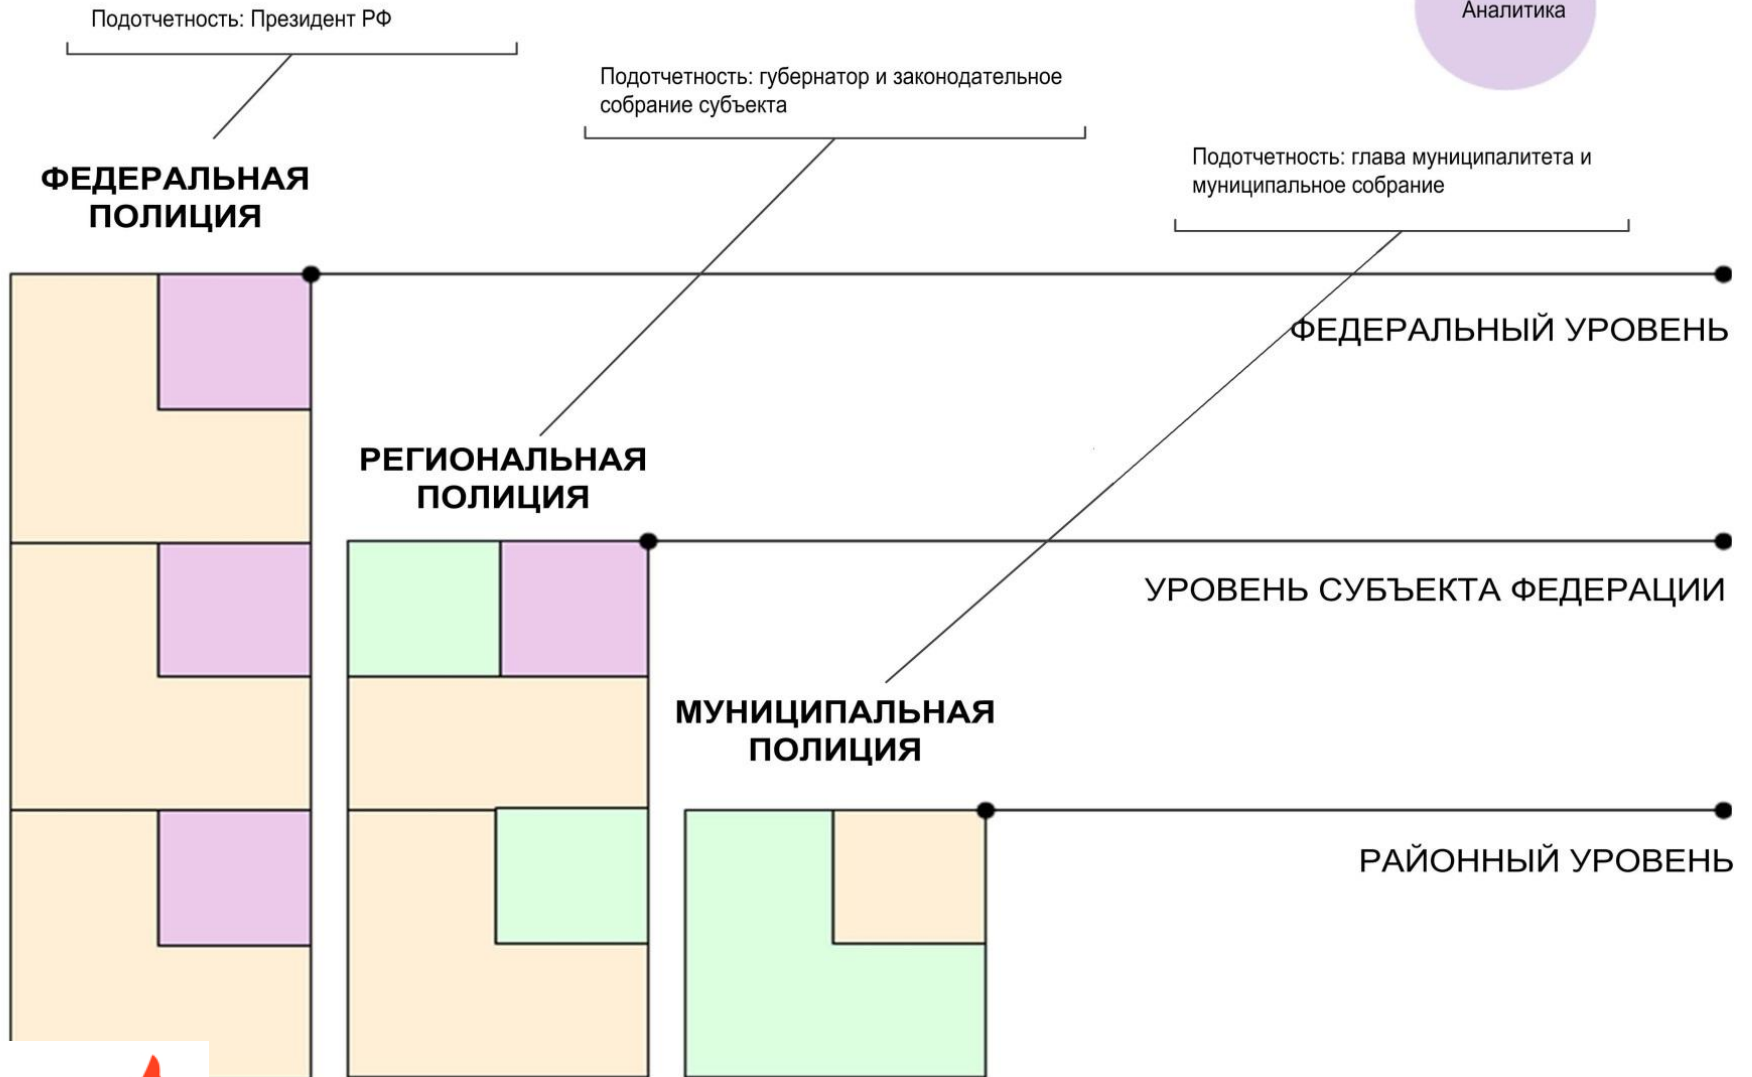 Подотчетность: Президент РФ
Аналитика
Подотчетность: губернатор и законодательное
собрание субъекта
Подотчетность: глава муниципалитета и
муниципальное собрание
ФЕДЕРАЛЬНАЯ
ПОЛИЦИЯ
ФЕДЕРАЛЬНЫЙ УРОВЕНЬ
РЕГИОНАЛЬНАЯ
ПОЛИЦИЯ
УРОВЕНЬ СУБЪЕКТА ФЕДЕРАЦИИ
МУНИЦИПАЛЬНАЯ
ПОЛИЦИЯ
РАЙОННЫЙ УРОВЕНЬ